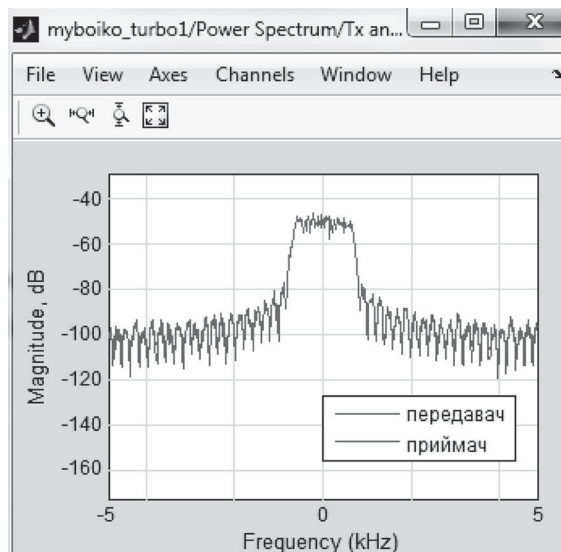 myboiko_turbo1/Power Spectrum/Tx an...
File View Axes Channels Window Help
-40
-60
-80
-100
-120
-140
-160
Magnitude, dB
передавач
приймач
-5 0 5
Frequency (kHz)